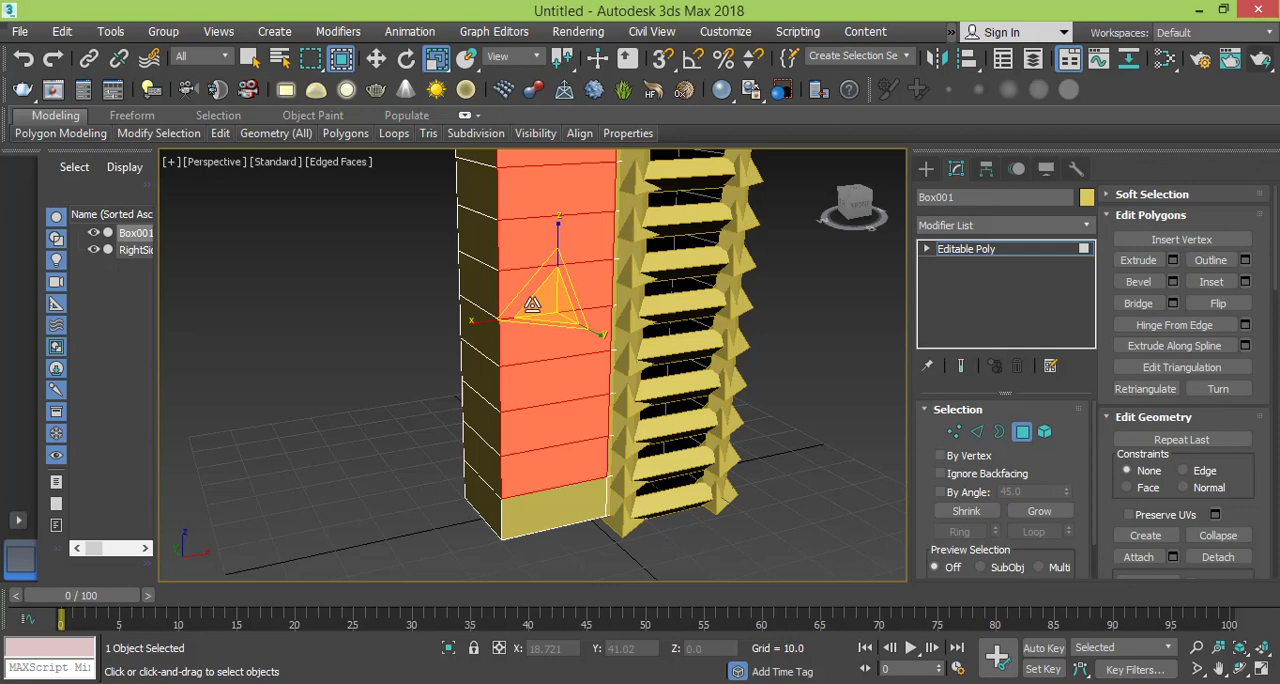 Untitled - Autodesk 3ds Max 2018
File Edit Tools Group Views Create Modifiers Animation Graph Editors Rendering Civil View Customize Scripting Content » Sign In Workspaces: Default
All View Create Selection Se
Modeling Freeform Selection Object Paint Populate
Polygon Modeling Modify Selection Edit Geometry (All) Polygons Loops Tris Subdivision Visibility Align Properties
Select Display
[+] [Perspective] [Standard] [Edged Faces]
Name (Sorted Asc
Box001
RightSi
z
x
y
FRONT
z
y x
Box001
Modifier List
Editable Poly
Selection
By Vertex
Ignore Backfacing
By Angle: 45.0
Shrink Grow
Ring Loop
Preview Selection
Off SubObj Multi
Soft Selection
Edit Polygons
Insert Vertex
Extrude Outline
Bevel Inset
Bridge Flip
Hinge From Edge
Extrude Along Spline
Edit Triangulation
Retriangulate Turn
Edit Geometry
Repeat Last
Constraints
None Edge
Face Normal
Preserve UVs
Create Collapse
Attach Detach
< 0 / 100 >
0 5 10 15 20 25 30 35 40 45 50 55 60 65 70 75 80 85 90 95 100
1 Object Selected X: 18.721 Y: 41.02 Z: 0.0 Grid = 10.0 Auto Key Selected
MAXScript Mi Click or click-and-drag to select objects Add Time Tag 0 Set Key Key Filters...